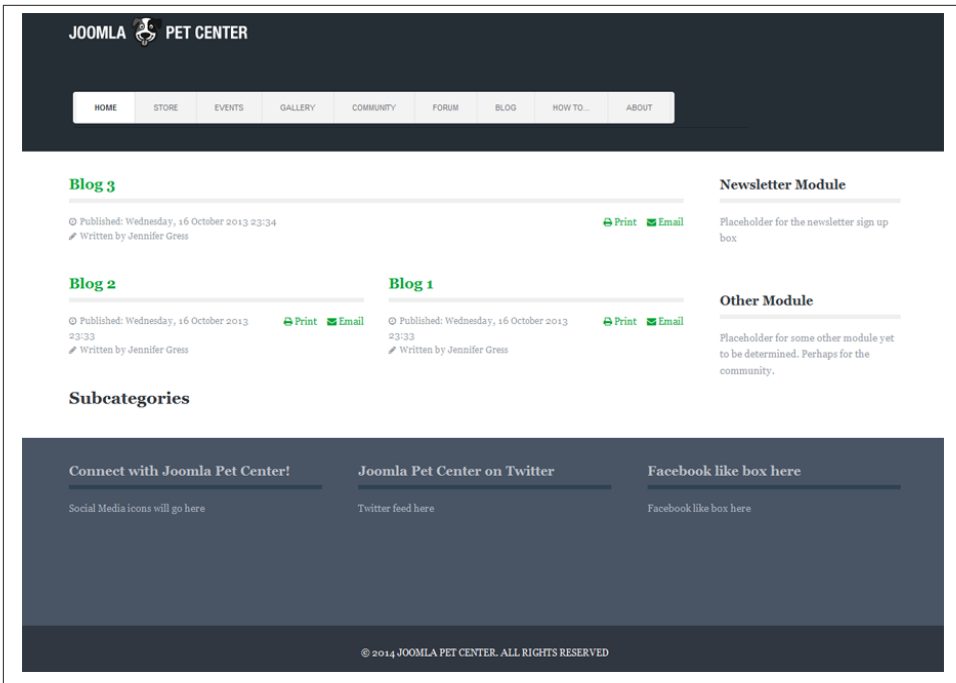 JOOMLA PET CENTER
HOME STORE EVENTS GALLERY COMMUNITY FORUM BLOG HOW TO... ABOUT
Blog 3
Published: Wednesday, 16 October 2013 23:34
Print Email
Written by Jennifer Gress
Blog 2
Published: Wednesday, 16 October 2013
23:33
Print Email
Written by Jennifer Gress
Blog 1
Published: Wednesday, 16 October 2013
23:33
Print Email
Written by Jennifer Gress
Subcategories
Newsletter Module
Placeholder for the newsletter sign up
box
Other Module
Placeholder for some other module yet
to be determined. Perhaps for the
community.
Connect with Joomla Pet Center!
Social Media icons will go here
Joomla Pet Center on Twitter
Twitter feed here
Facebook like box here
Facebook like box here
© 2014 JOOMLA PET CENTER. ALL RIGHTS RESERVED